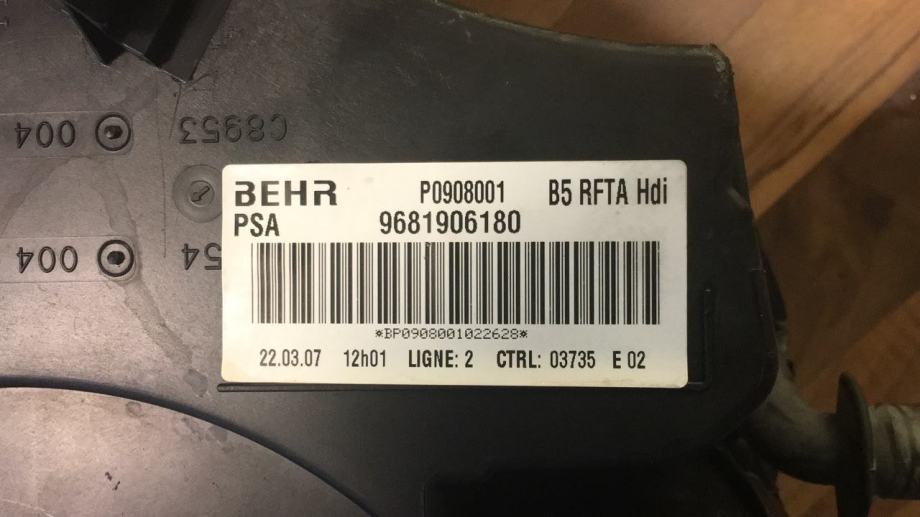 C8953
004
BEHR P0908001 B5 RFTA Hdi
PSA 9681906180
004
54
*BP0908001022628*
22.03.07 12h01 LIGNE: 2 CTRL: 03735 E 02